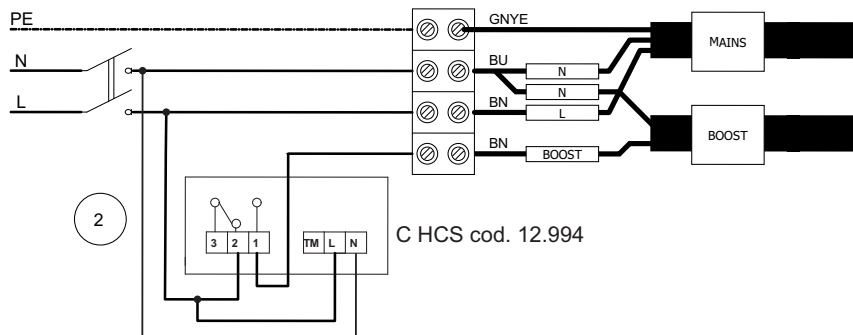 PE
GNYE
MAINS
N
BU
N
N
L
BN
L
BN
BOOST
BOOST
2
3 2 1
TM L N
C HCS cod. 12.994